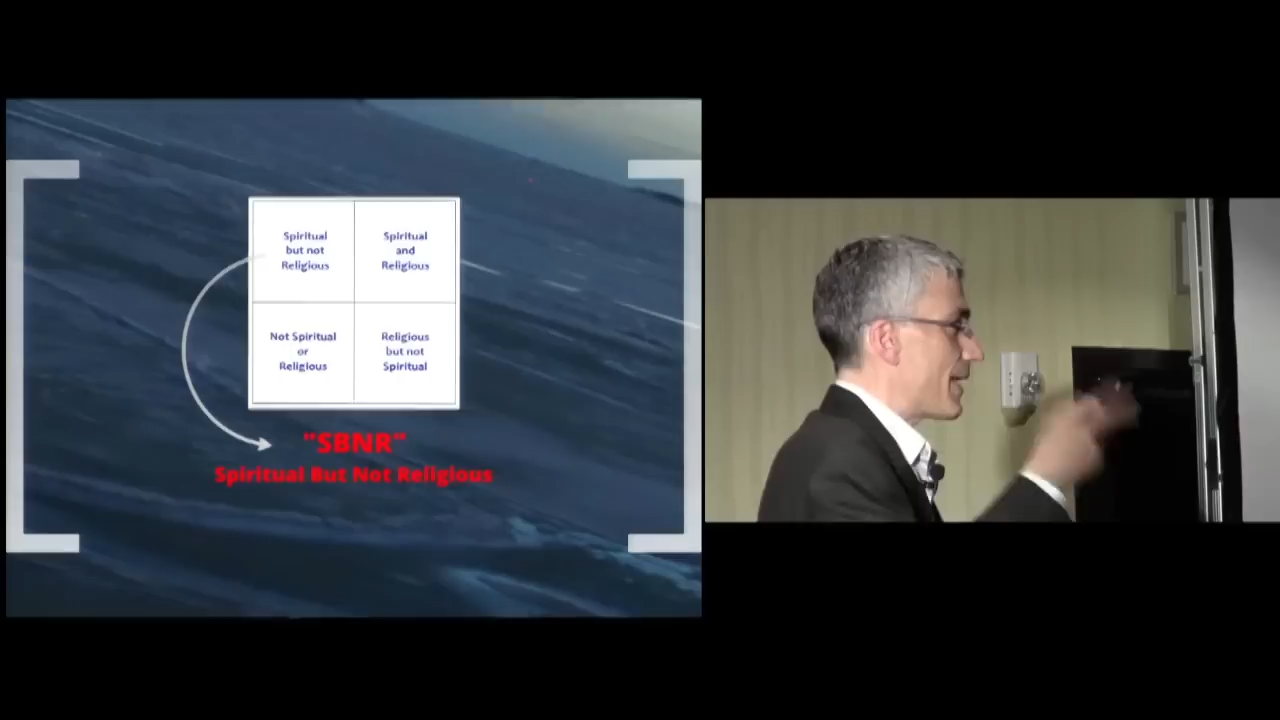 Spiritual
but not
Religious
Spiritual
and
Religious
Not Spiritual
or
Religious
Religious
but not
Spiritual
"SBNR"
Spiritual But Not Religious